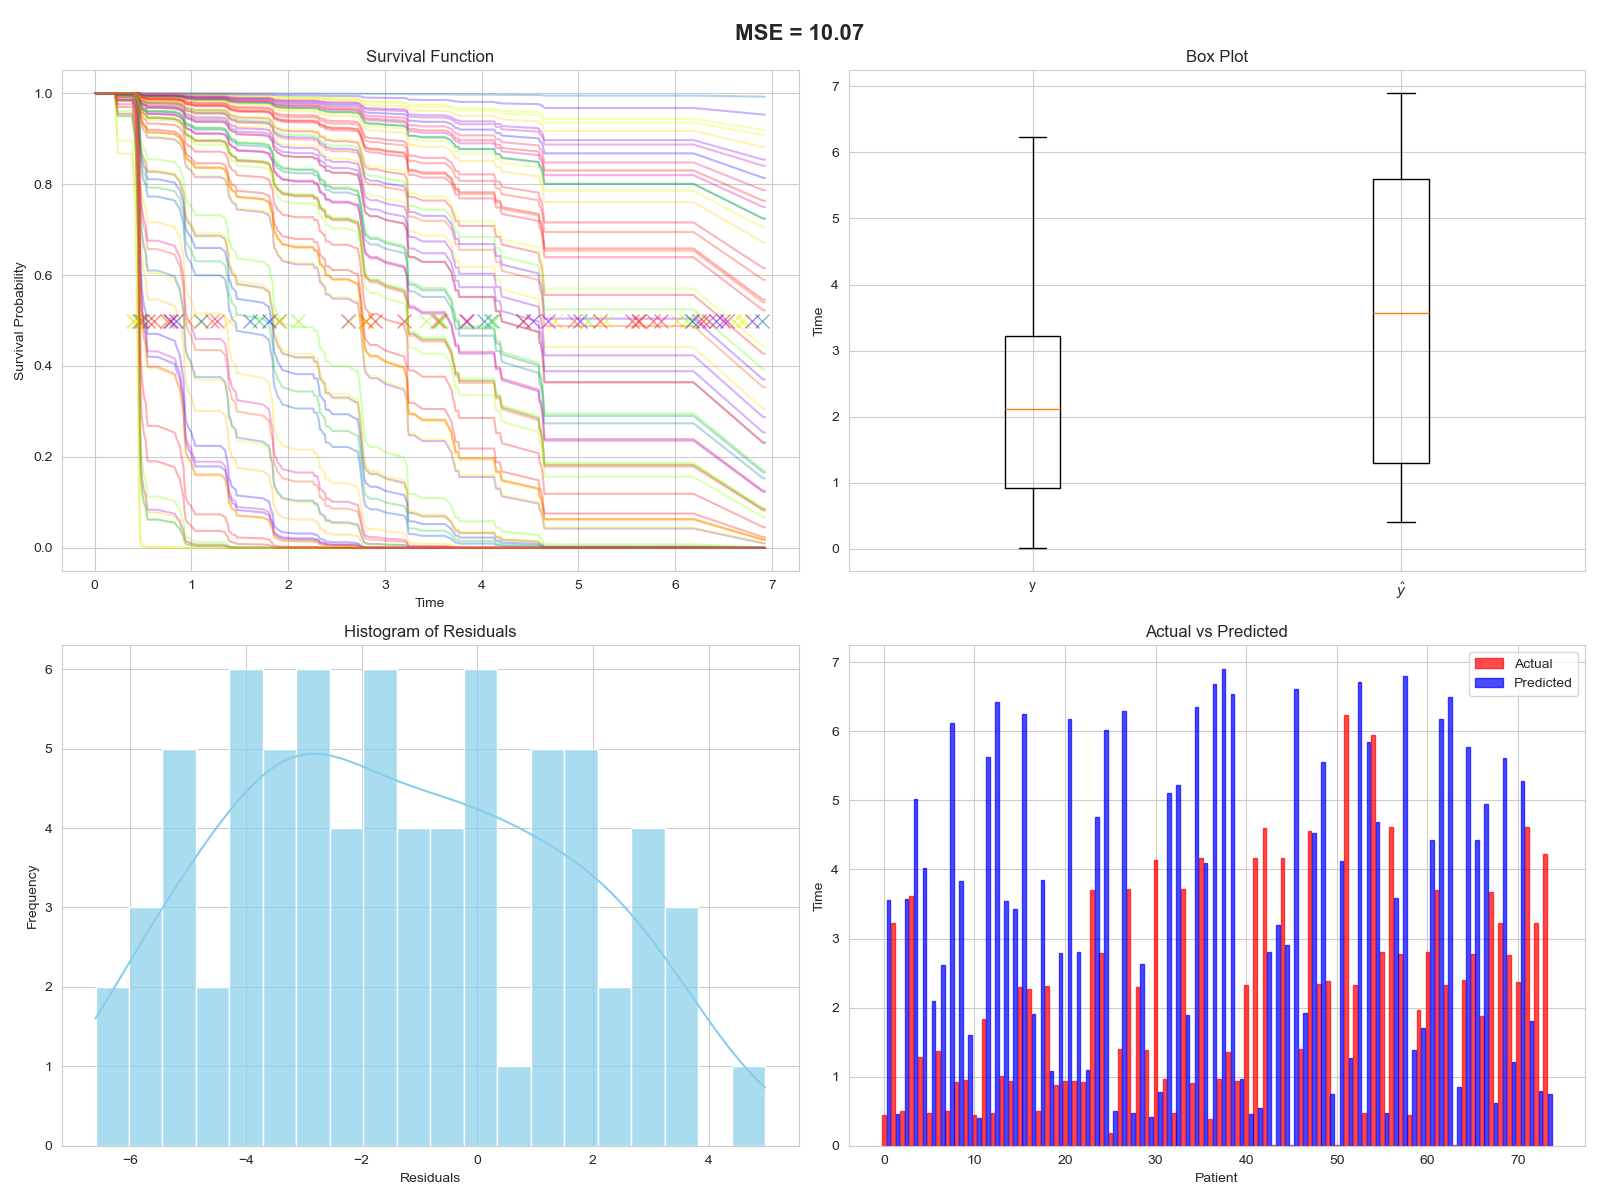 MSE = 10.07
Survival Function
1.0
0.8
0.6
0.4
0.2
0.0
Survival Probability
0 1 2 3 4 5 6 7
Time
Box Plot
7
6
5
4
3
2
1
0
Time
y ŷ
Histogram of Residuals
6
5
4
3
2
1
0
Frequency
−6 −4 −2 0 2 4
Residuals
Actual vs Predicted
7
6
5
4
3
2
1
0
Time
Actual
Predicted
0 10 20 30 40 50 60 70
Patient